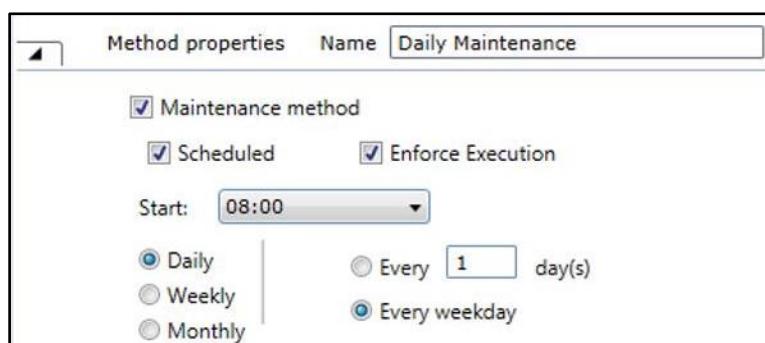 Method properties Name Daily Maintenance
Maintenance method
Scheduled Enforce Execution
Start: 08:00
Daily Every 1 day(s)
Weekly
Every weekday
Monthly